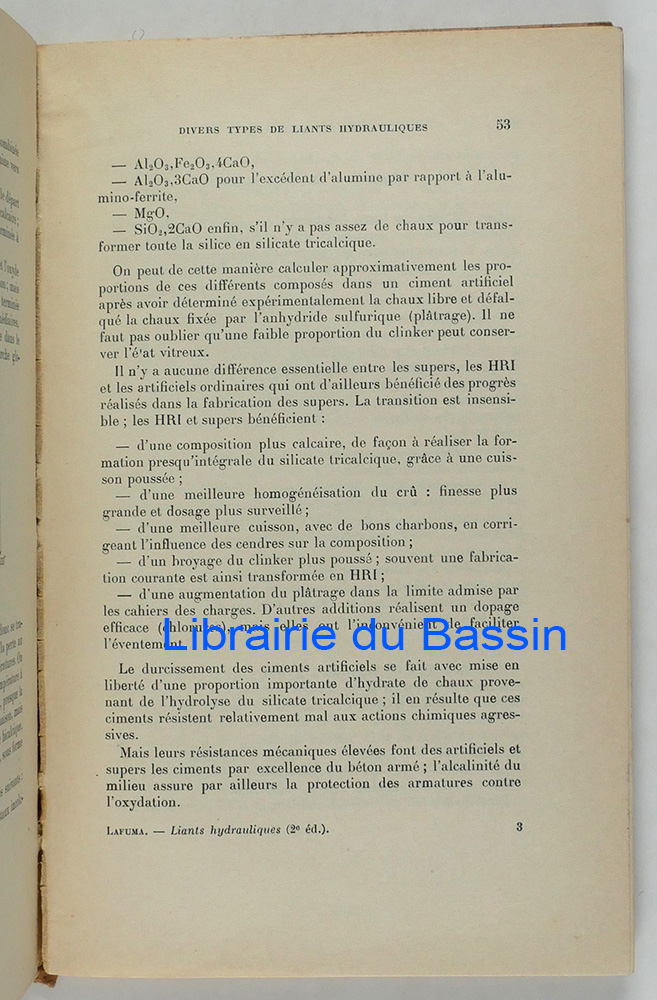 DIVERS TYPES DE LIANTS HYDRAULIQUES 53
— Al₂O₃,Fe₂O₃,4CaO,
— Al₂O₃,3CaO pour l'excédent d'alumine par rapport à l'alu-
mino-ferrite,
— MgO,
— SiO₂,2CaO enfin, s'il n'y a pas assez de chaux pour trans-
former toute la silice en silicate tricalcique.
On peut de cette manière calculer approximativement les pro-
portions de ces différents composés dans un ciment artificiel
après avoir déterminé expérimentalement la chaux libre et défal-
qué la chaux fixée par l'anhydride sulfurique (plâtrage). Il ne
faut pas oublier qu'une faible proportion du clinker peut conser-
ver l'é'at vitreux.
Il n'y a aucune différence essentielle entre les supers, les HRI
et les artificiels ordinaires qui ont d'ailleurs bénéficié des progrès
réalisés dans la fabrication des supers. La transition est insensi-
ble ; les HRI et supers bénéficient :
— d'une composition plus calcaire, de façon à réaliser la for-
mation presqu'intégrale du silicate tricalcique, grâce à une cuis-
son poussée ;
— d'une meilleure homogénéisation du crû : finesse plus
grande et dosage plus surveillé ;
— d'une meilleure cuisson, avec de bons charbons, en corri-
geant l'influence des cendres sur la composition ;
— d'un broyage du clinker plus poussé ; souvent une fabrica-
tion courante est ainsi transformée en HRI ;
— d'une augmentation du plâtrage dans la limite admise par
les cahiers des charges. D'autres additions réalisent un dopage
efficace (chlorures), mais elles ont l'inconvénient de faciliter
l'éventement.
Librairie du Bassin
Le durcissement des ciments artificiels se fait avec mise en
liberté d'une proportion importante d'hydrate de chaux prove-
nant de l'hydrolyse du silicate tricalcique ; il en résulte que ces
ciments résistent relativement mal aux actions chimiques agres-
sives.
Mais leurs résistances mécaniques élevées font des artificiels et
supers les ciments par excellence du béton armé ; l'alcalinité du
milieu assure par ailleurs la protection des armatures contre
l'oxydation.
LAFUMA. — Liants hydrauliques (2e éd.). 3